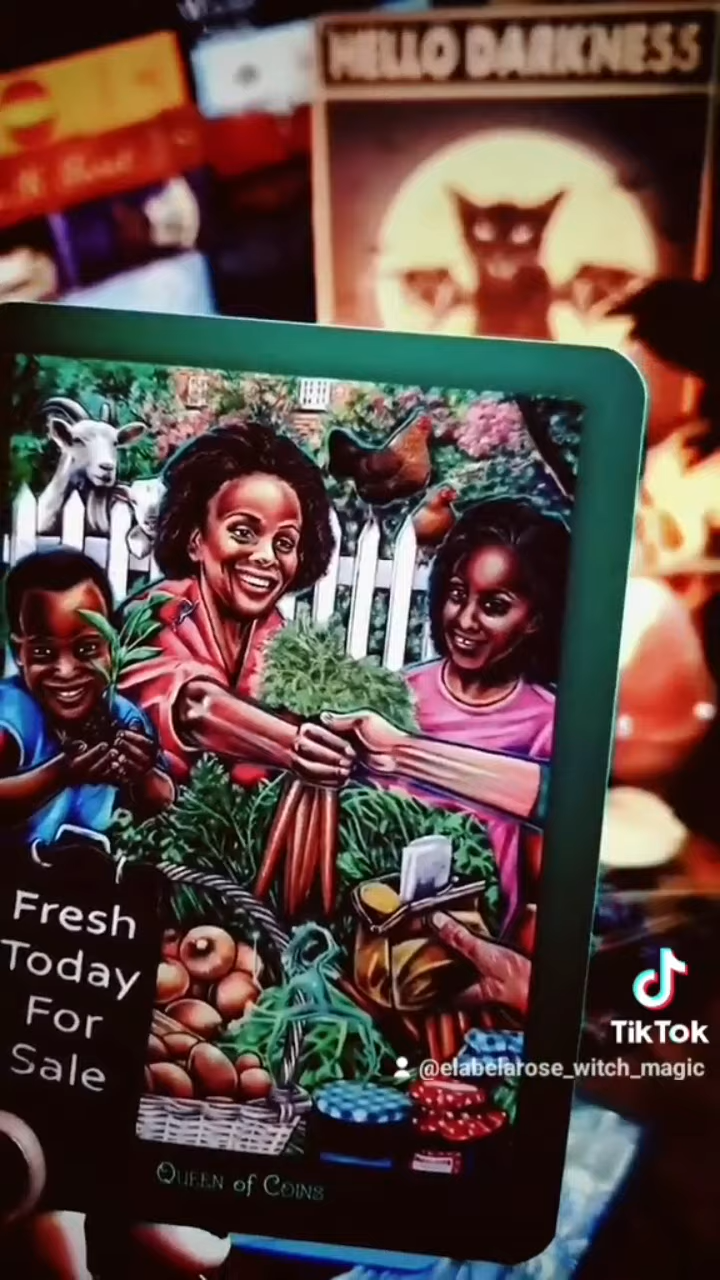 HELLO DARKNESS
Fresh
Today
For
Sale
TikTok
@elabelarose_witch_magic
QUEEN of COINS